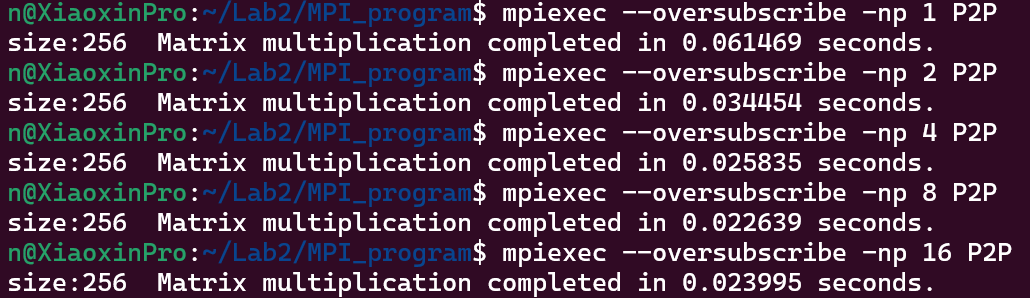 n@XiaoxinPro:~/Lab2/MPI_program$ mpiexec --oversubscribe -np 1 P2P
size:256  Matrix multiplication completed in 0.061469 seconds.
n@XiaoxinPro:~/Lab2/MPI_program$ mpiexec --oversubscribe -np 2 P2P
size:256  Matrix multiplication completed in 0.034454 seconds.
n@XiaoxinPro:~/Lab2/MPI_program$ mpiexec --oversubscribe -np 4 P2P
size:256  Matrix multiplication completed in 0.025835 seconds.
n@XiaoxinPro:~/Lab2/MPI_program$ mpiexec --oversubscribe -np 8 P2P
size:256  Matrix multiplication completed in 0.022639 seconds.
n@XiaoxinPro:~/Lab2/MPI_program$ mpiexec --oversubscribe -np 16 P2P
size:256  Matrix multiplication completed in 0.023995 seconds.